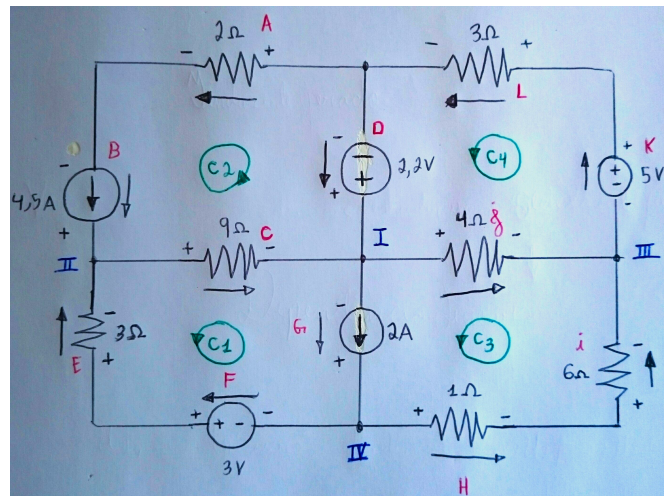 2Ω A 3Ω
- + - +
L
D
- B - + K
4,5A C2 2,2V C4 5V
+ + -
9Ω 4Ω j
II + C - I + - III
- G - i -
3Ω C1 2A C3 6Ω
E + F + 1Ω +
+ + - - + -
3V IV H